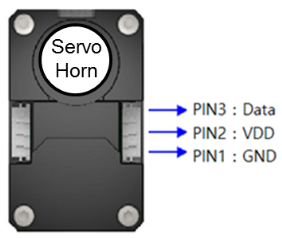 Servo
Horn
PIN3 : Data
PIN2 : VDD
PIN1 : GND